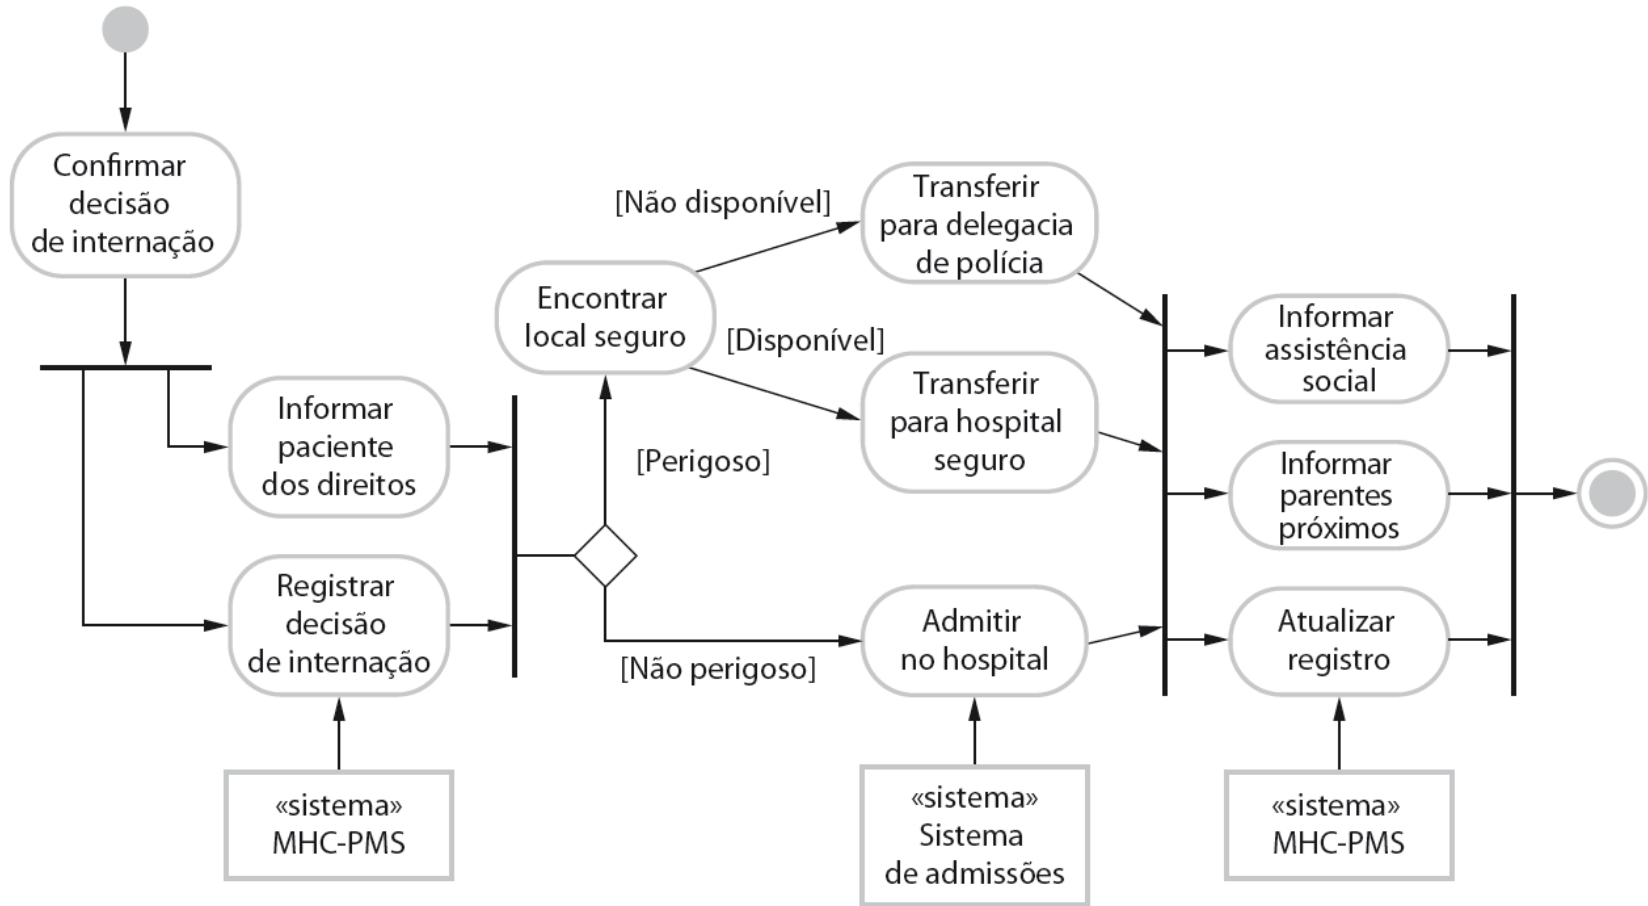 Confirmar
decisão
de internação
Informar
paciente
dos direitos
Registrar
decisão
de internação
«sistema»
MHC-PMS
Encontrar
local seguro
[Perigoso]
[Não perigoso]
[Não disponível]
[Disponível]
Transferir
para delegacia
de polícia
Transferir
para hospital
seguro
Admitir
no hospital
«sistema»
Sistema
de admissões
Informar
assistência
social
Informar
parentes
próximos
Atualizar
registro
«sistema»
MHC-PMS